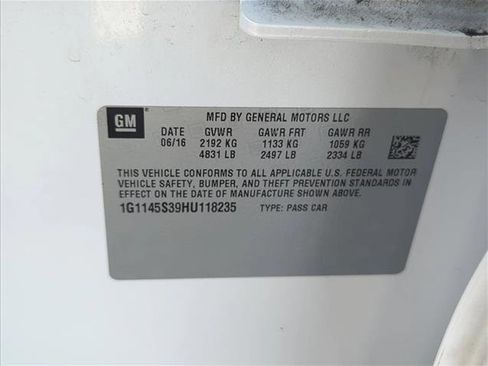 GM
MFD BY GENERAL MOTORS LLC
DATE GVWR GAWR FRT GAWR RR
06/16 2192 KG 1133 KG 1059 KG
4831 LB 2497 LB 2334 LB
THIS VEHICLE CONFORMS TO ALL APPLICABLE U.S. FEDERAL MOTOR
VEHICLE SAFETY, BUMPER, AND THEFT PREVENTION STANDARDS IN
EFFECT ON THE DATE OF MANUFACTURE SHOWN ABOVE.
1G1145S39HU118235 TYPE: PASS CAR